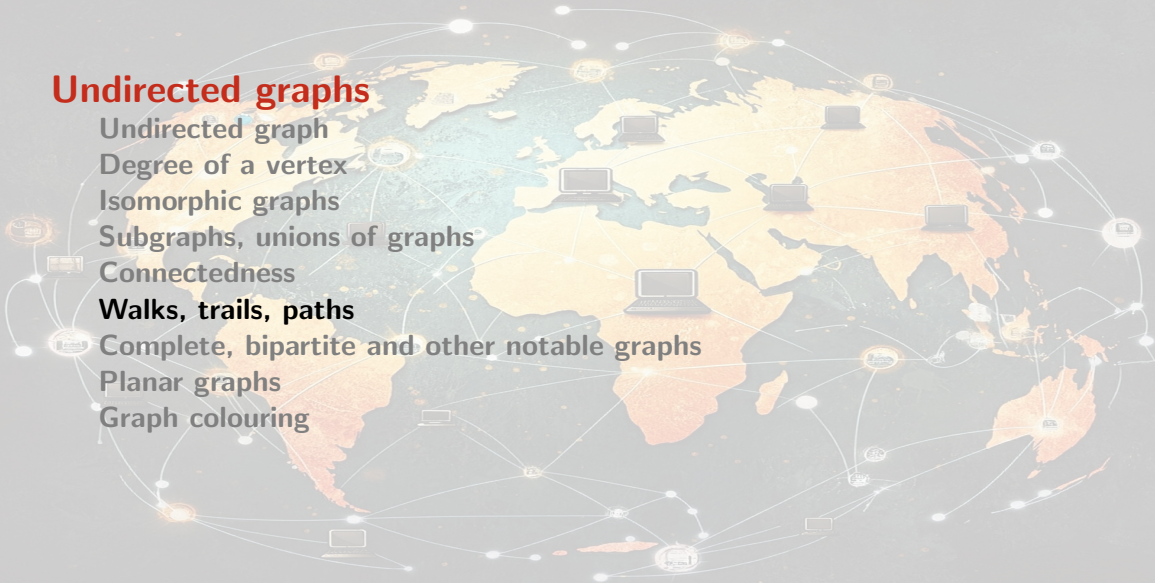 Undirected graphs
Undirected graph
Degree of a vertex
Isomorphic graphs
Subgraphs, unions of graphs
Connectedness
Walks, trails, paths
Complete, bipartite and other notable graphs
Planar graphs
Graph colouring